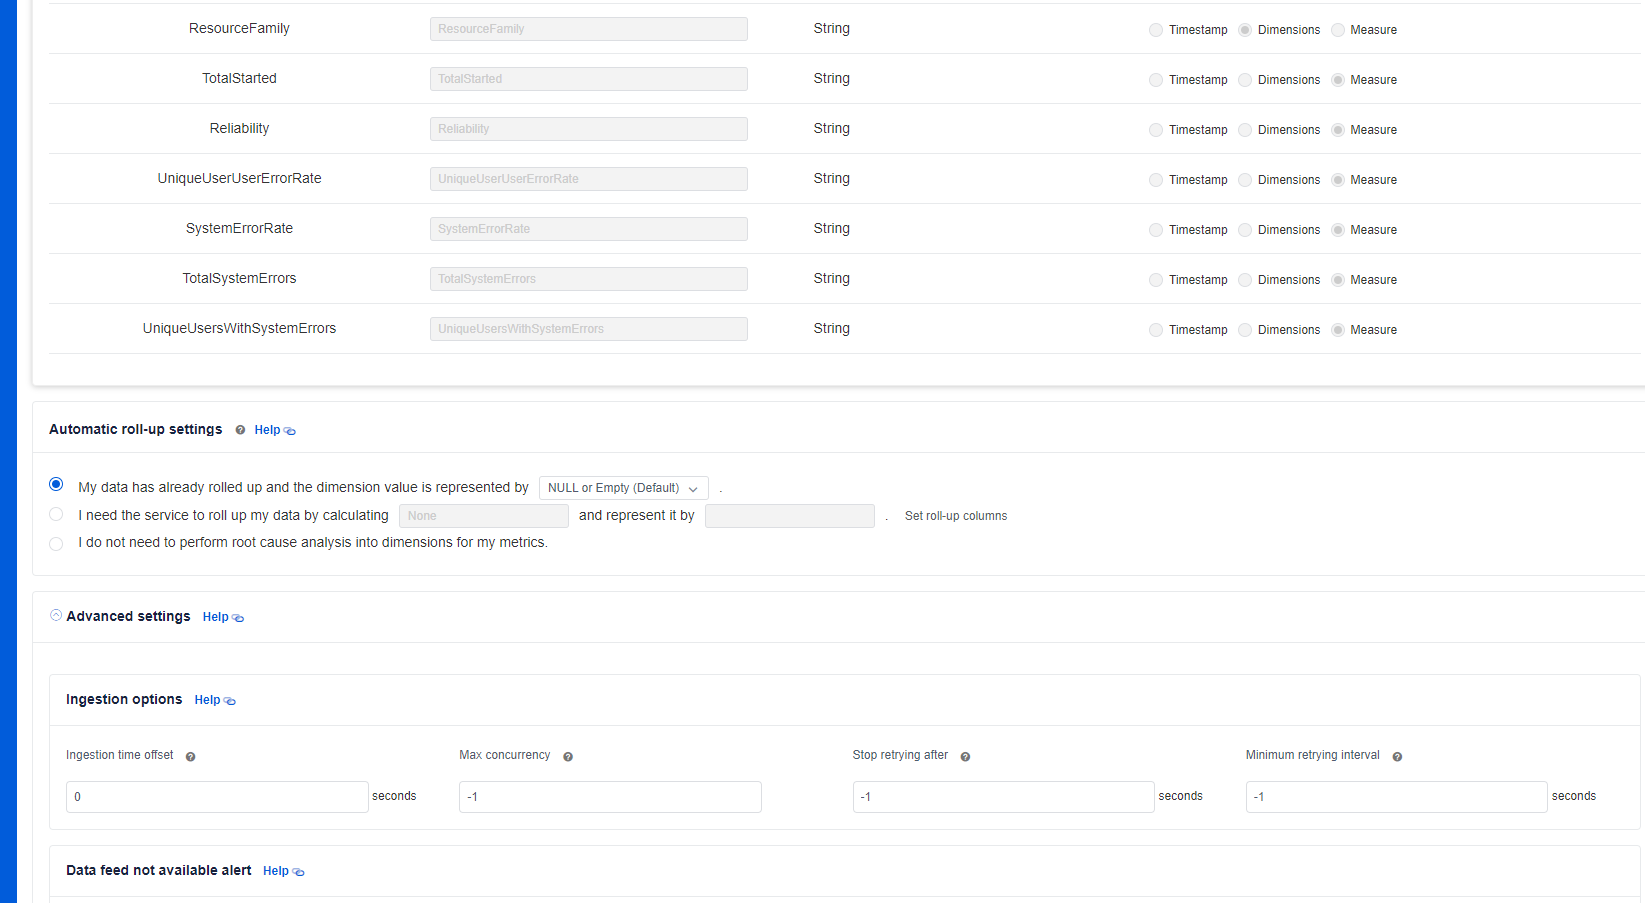 ResourceFamily ResourceFamily String Timestamp Dimensions Measure
TotalStarted TotalStarted String Timestamp Dimensions Measure
Reliability Reliability String Timestamp Dimensions Measure
UniqueUserUserErrorRate UniqueUserUserErrorRate String Timestamp Dimensions Measure
SystemErrorRate SystemErrorRate String Timestamp Dimensions Measure
TotalSystemErrors TotalSystemErrors String Timestamp Dimensions Measure
UniqueUsersWithSystemErrors UniqueUsersWithSystemErrors String Timestamp Dimensions Measure
Automatic roll-up settings ? Help
My data has already rolled up and the dimension value is represented by NULL or Empty (Default) .
I need the service to roll up my data by calculating None and represent it by . Set roll-up columns
I do not need to perform root cause analysis into dimensions for my metrics.
Advanced settings Help
Ingestion options Help
Ingestion time offset ? Max concurrency ? Stop retrying after ? Minimum retrying interval ?
0 seconds -1 -1 seconds -1 seconds
Data feed not available alert Help